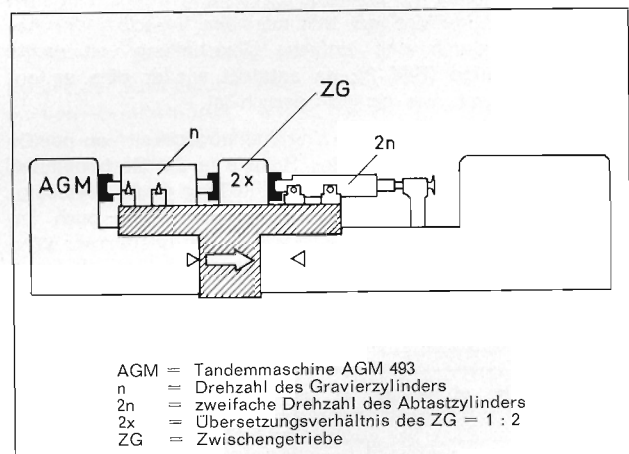 ZG
n
2n
AGM
2x
AGM = Tandemmaschine AGM 493
n = Drehzahl des Gravierzylinders
2n = zweifache Drehzahl des Abtastzylinders
2x = Übersetzungsverhältnis des ZG = 1 : 2
ZG = Zwischengetriebe